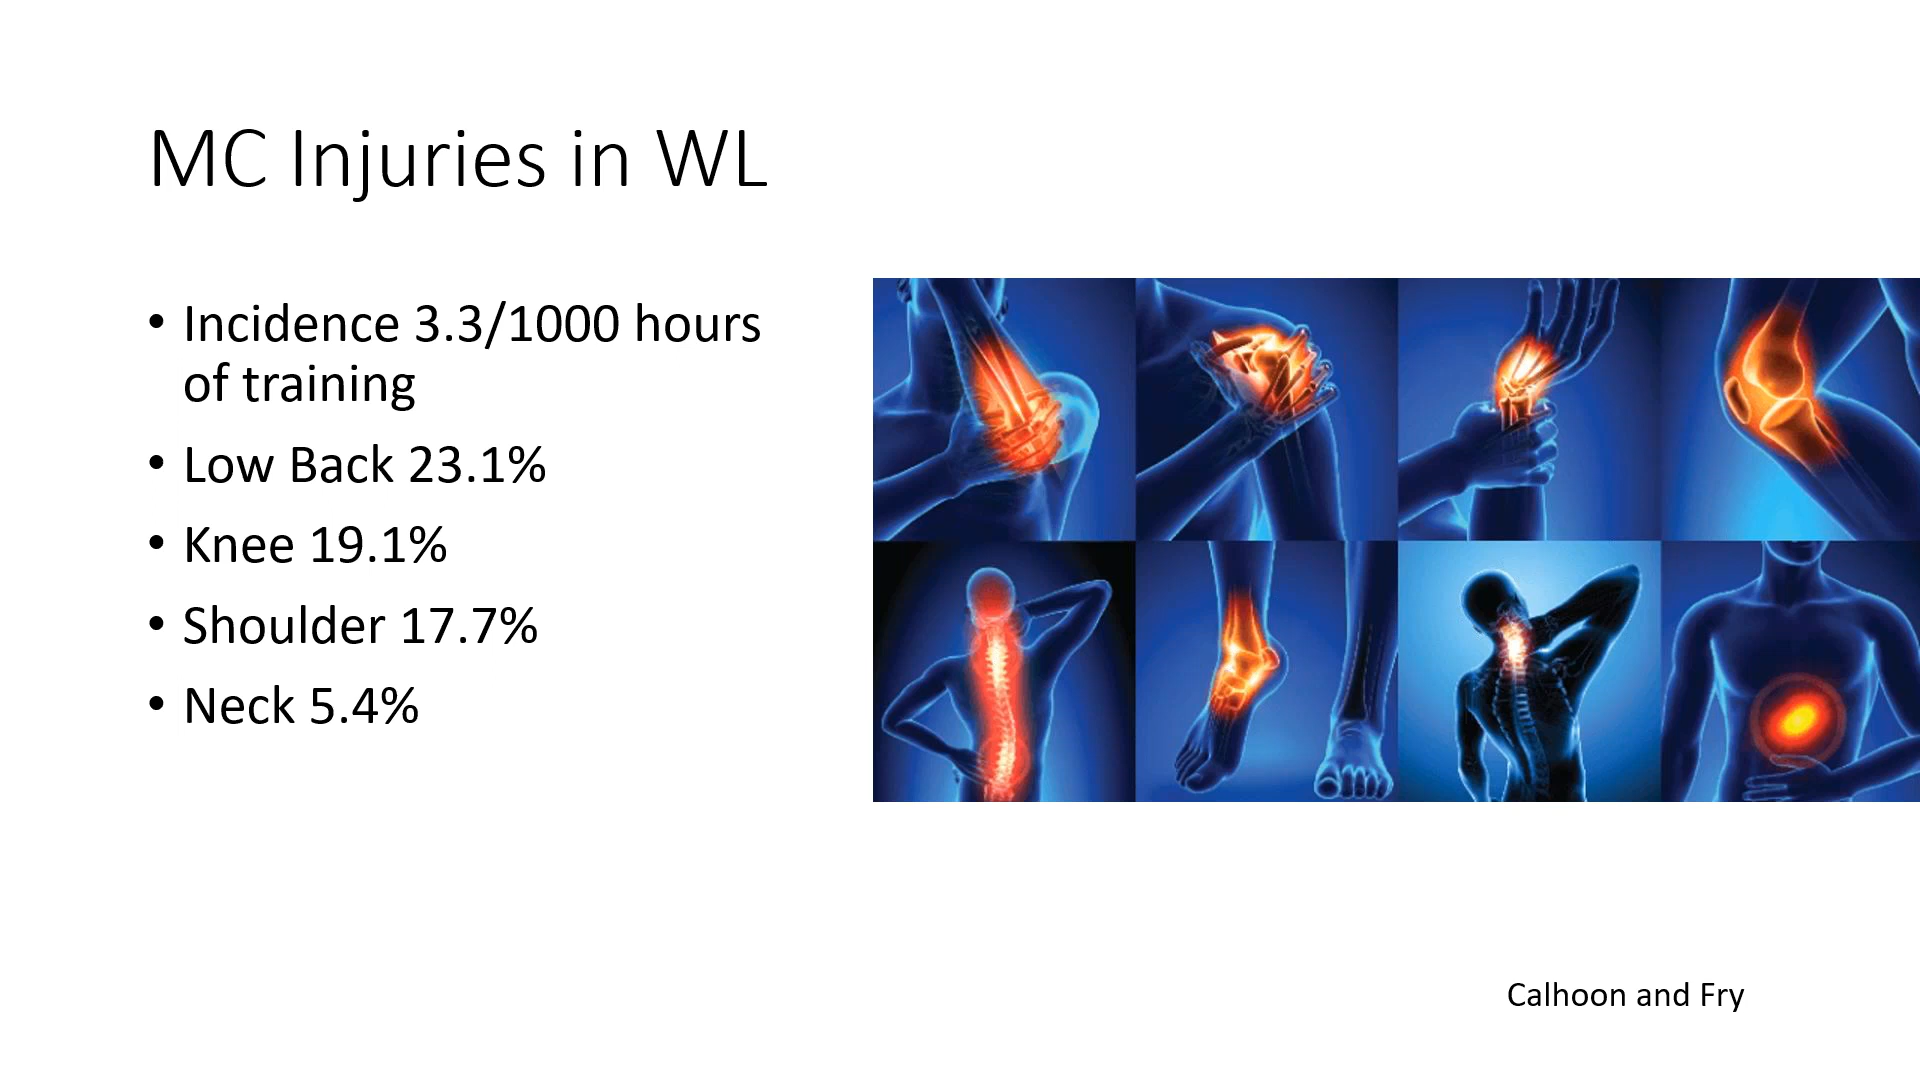 MC Injuries in WL
• Incidence 3.3/1000 hours
of training
• Low Back 23.1%
• Knee 19.1%
• Shoulder 17.7%
• Neck 5.4%
Calhoon and Fry